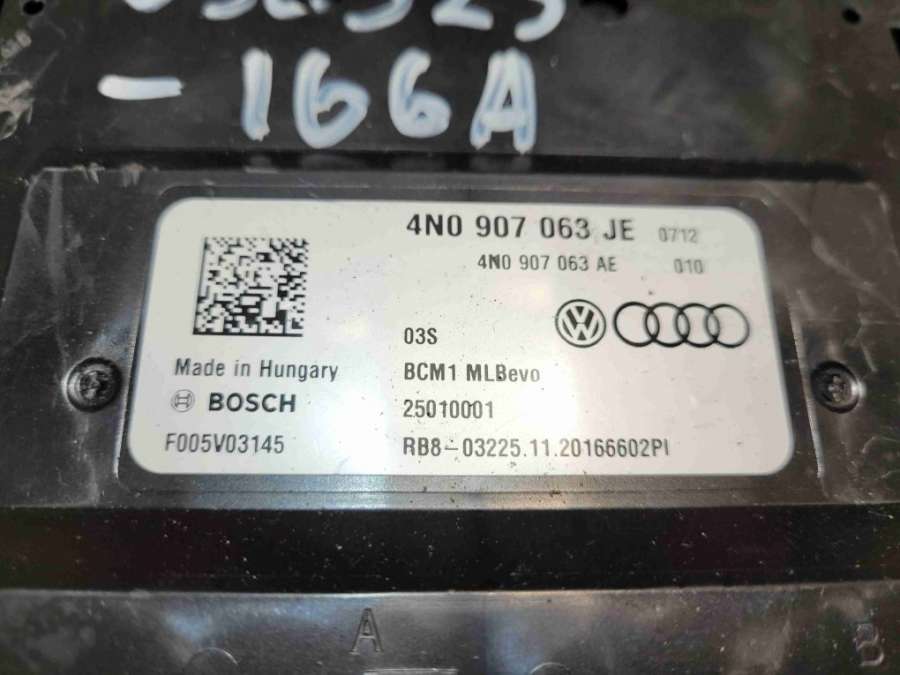 -166A
4N0 907 063 JE 0712
4N0 907 063 AE 010
03S
Made in Hungary
BCM1 MLBevo
BOSCH
25010001
F005V03145
RB8-03225.11.20166602PI
A
B